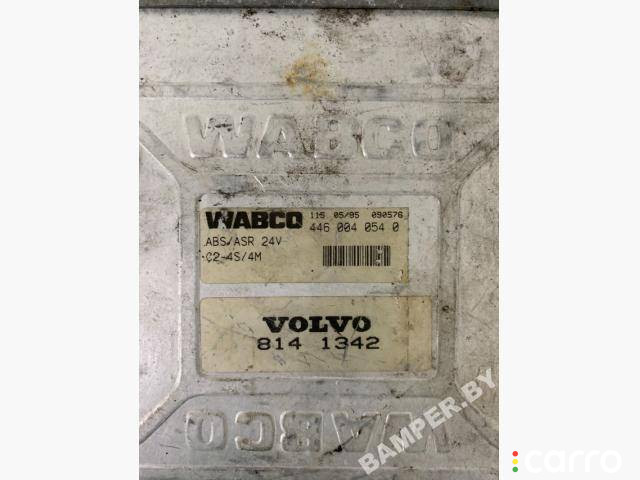 WABCO
WABCO 115 05/95 090576
446 004 054 0
ABS/ASR 24V
C2-4S/4M
VOLVO
814 1342
WABCO
BAMPER.BY
carro